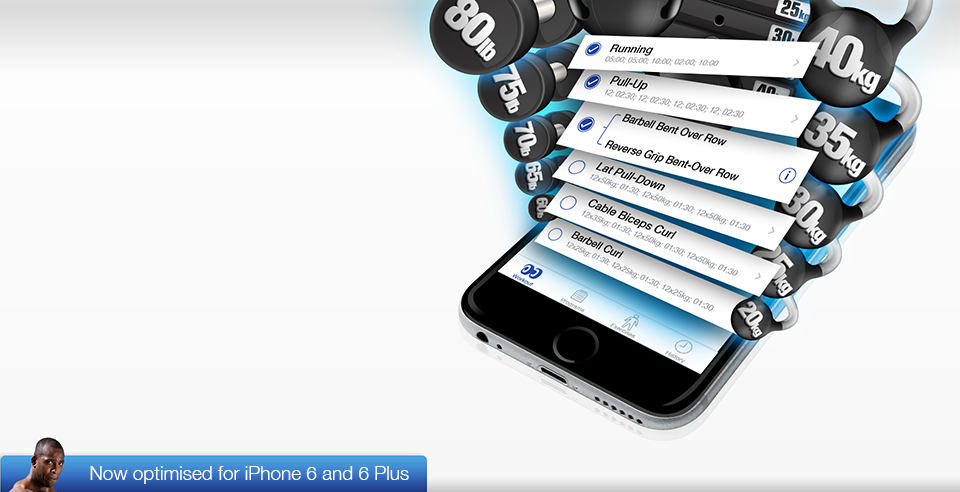 80lb
75lb
70lb
65lb
60lb
25kg
30k
40
40kg
35kg
30kg
5kg
20kg
Running
05:00; 05:00; 10:00; 02:00; 10:00
Pull-Up
12; 02:30; 12; 02:30; 12; 02:30; 12; 02:30
Barbell Bent Over Row
Reverse Grip Bent-Over Row
Lat Pull-Down
12x50kg; 01:30; 12x50kg; 01:30; 12x50kg; 01:30
Cable Biceps Curl
12x35kg; 01:30; 12x50kg; 01:30; 12x50kg; 01:30
Barbell Curl
12x25kg; 01:30; 12x25kg; 01:30; 12x25kg; 01:30
Workout
Programs
Exercises
History
Now optimised for iPhone 6 and 6 Plus